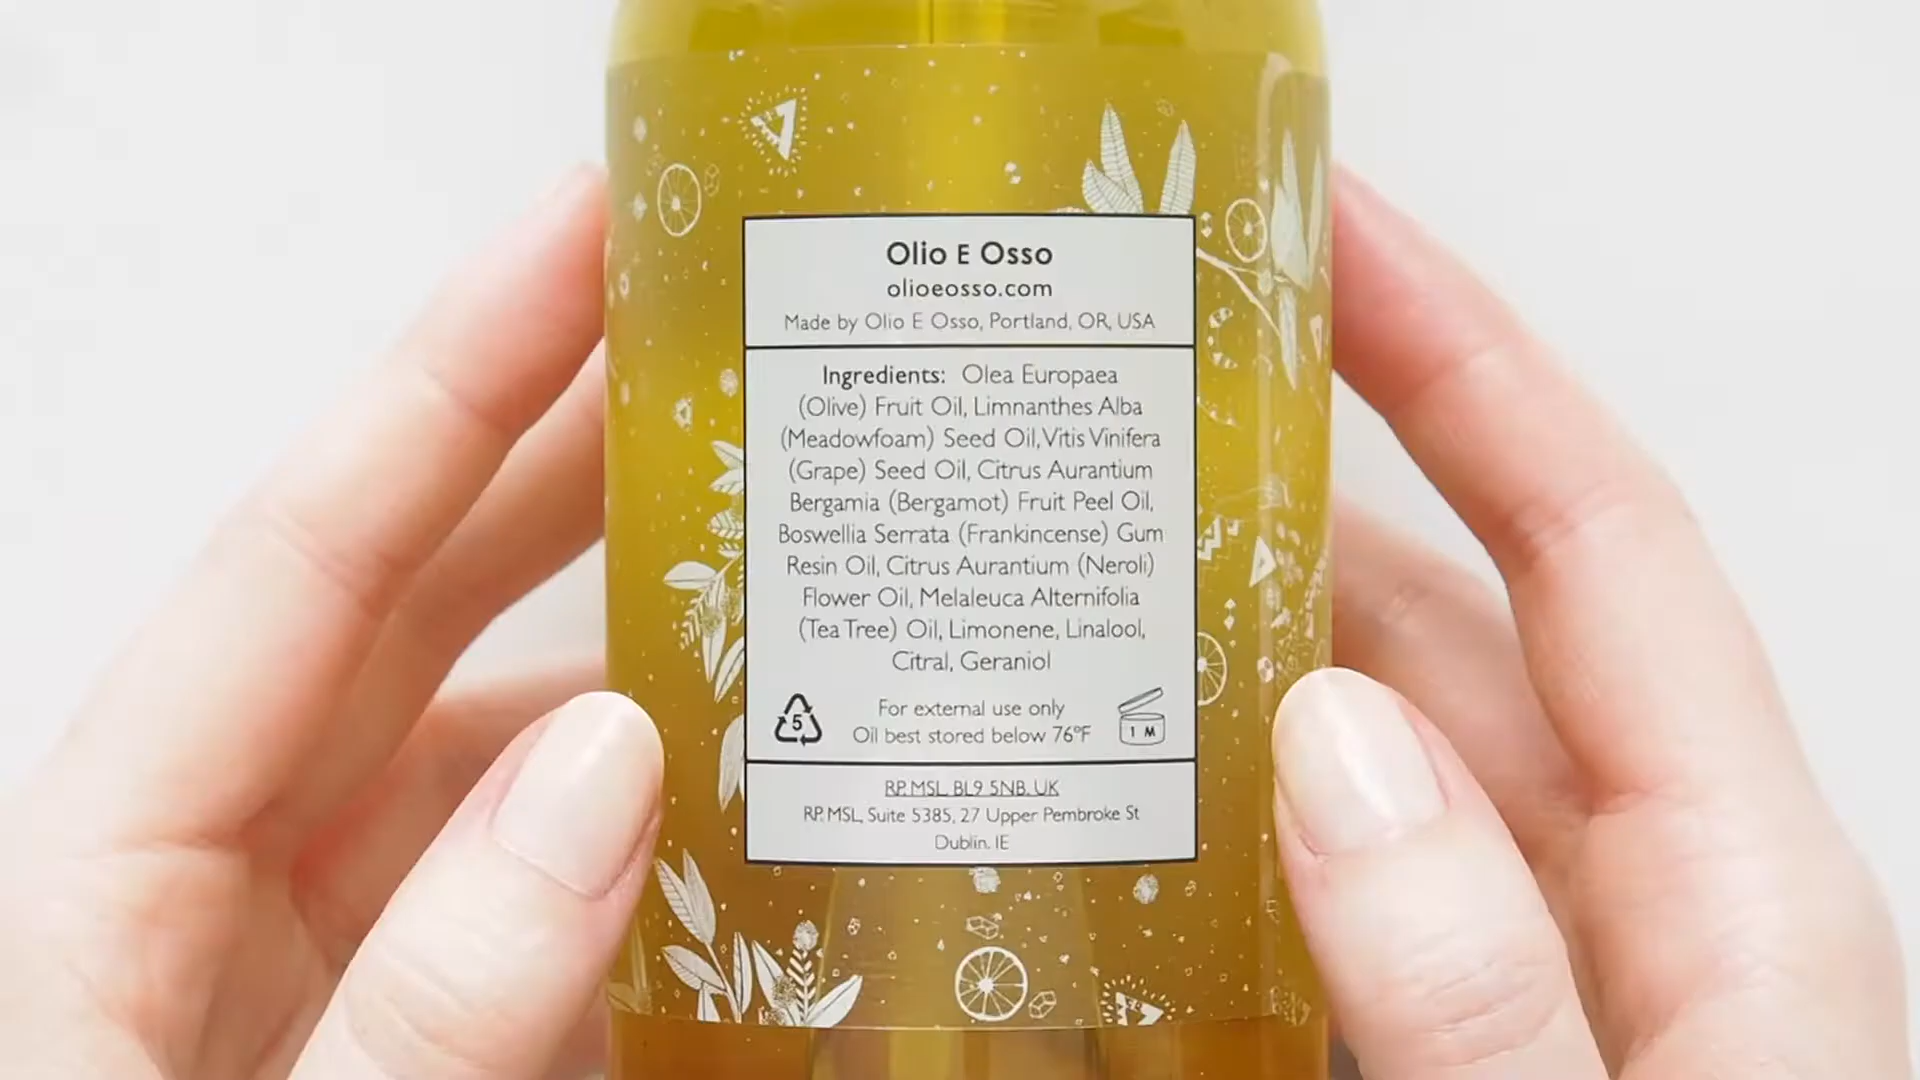 Olio E Osso
olioeosso.com
Made by Olio E Osso, Portland, OR, USA
Ingredients: Olea Europaea
(Olive) Fruit Oil, Limnanthes Alba
(Meadowfoam) Seed Oil, Vitis Vinifera
(Grape) Seed Oil, Citrus Aurantium
Bergamia (Bergamot) Fruit Peel Oil,
Boswellia Serrata (Frankincense) Gum
Resin Oil, Citrus Aurantium (Neroli)
Flower Oil, Melaleuca Alternifolia
(Tea Tree) Oil, Limonene, Linalool,
Citral, Geraniol
5
For external use only
Oil best stored below 76ºF
1 M
RP. MSL. BL9 5NB. UK
RP. MSL, Suite 5385, 27 Upper Pembroke St
Dublin. IE